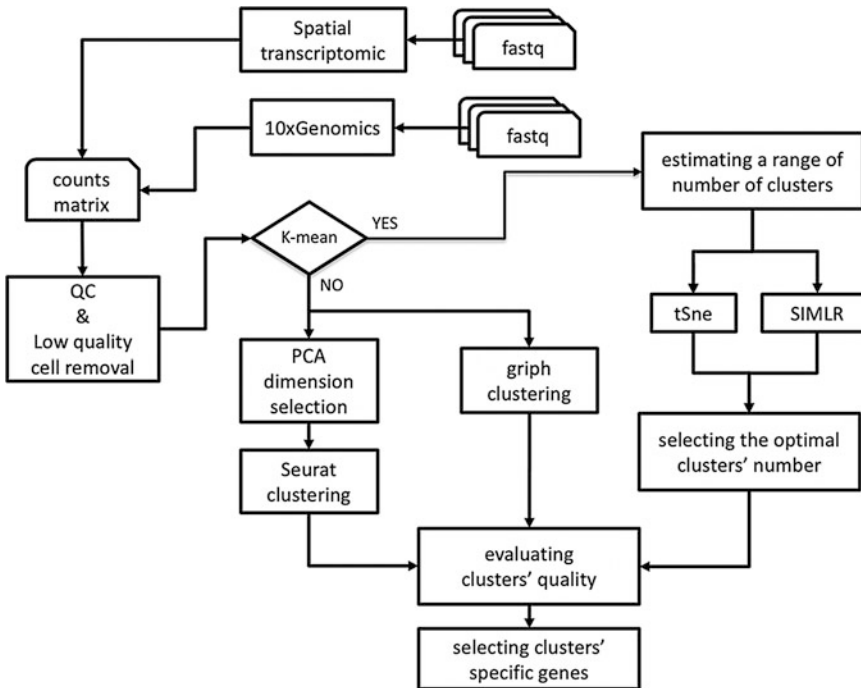 Spatial
transcriptomic
fastq
10xGenomics
fastq
counts
matrix
QC
&
Low quality
cell removal
K-mean
YES
NO
estimating a range of
number of clusters
tSne
SIMLR
PCA
dimension
selection
griph
clustering
Seurat
clustering
selecting the optimal
clusters’ number
evaluating
clusters’ quality
selecting clusters’
specific genes